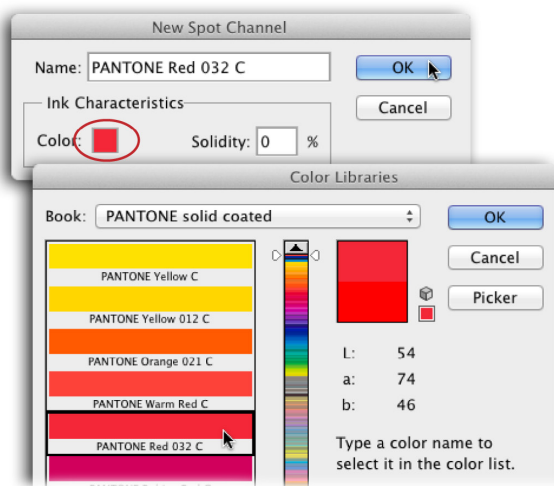 New Spot Channel
Name: PANTONE Red 032 C
OK
Ink Characteristics
Cancel
Color:
Solidity: 0 %
Color Libraries
Book: PANTONE solid coated
OK
Cancel
Picker
PANTONE Yellow C
PANTONE Yellow 012 C
PANTONE Orange 021 C
PANTONE Warm Red C
PANTONE Red 032 C
L: 54
a: 74
b: 46
Type a color name to
select it in the color list.